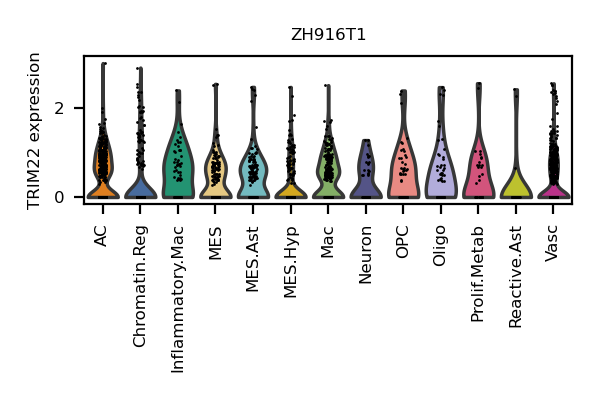 ZH916T1
TRIM22 expression
2
0
AC
Chromatin.Reg
Inflammatory.Mac
MES
MES.Ast
MES.Hyp
Mac
Neuron
OPC
Oligo
Prolif.Metab
Reactive.Ast
Vasc